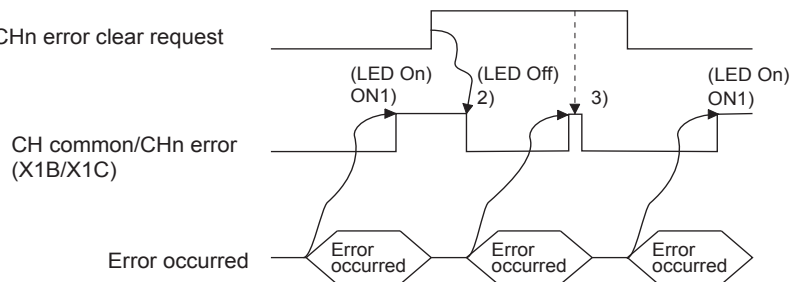 CHn error clear request
(LED On)
ON1)
2)
(LED Off)
3)
(LED On)
ON1)
CH common/CHn error
(X1B/X1C)
Error occurred
Error
occurred
Error
occurred
Error
occurred